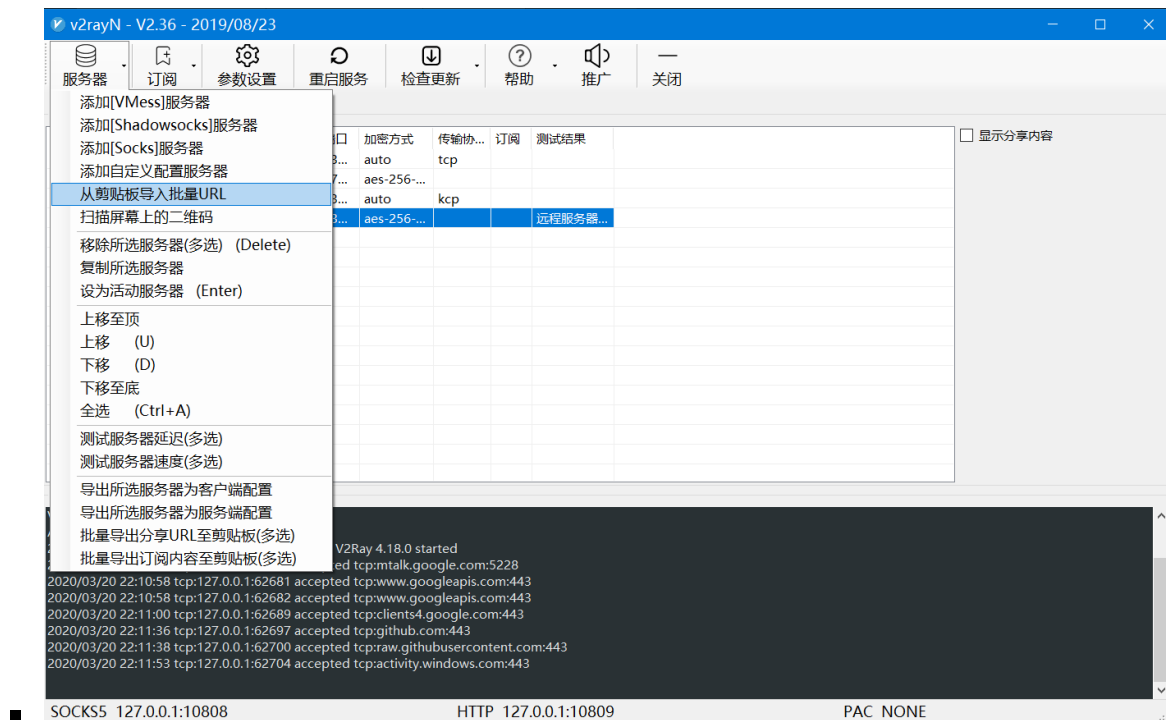 v2rayN - V2.36 - 2019/08/23
服务器 订阅 参数设置 重启服务 检查更新 帮助 推广 关闭
添加[VMess]服务器
添加[Shadowsocks]服务器
添加[Socks]服务器
添加自定义配置服务器
从剪贴板导入批量URL
扫描屏幕上的二维码
移除所选服务器(多选) (Delete)
复制所选服务器
设为活动服务器 (Enter)
上移至顶
上移 (U)
下移 (D)
下移至底
全选 (Ctrl+A)
测试服务器延迟(多选)
测试服务器速度(多选)
导出所选服务器为客户端配置
导出所选服务器为服务端配置
批量导出分享URL至剪贴板(多选)
批量导出订阅内容至剪贴板(多选)
口 加密方式 传输协... 订阅 测试结果
3... auto tcp
7... aes-256-...
3... auto kcp
3... aes-256-... 远程服务器...
显示分享内容
V2Ray 4.18.0 started
ed tcp:mtalk.google.com:5228
2020/03/20 22:10:58 tcp:127.0.0.1:62681 accepted tcp:www.googleapis.com:443
2020/03/20 22:10:58 tcp:127.0.0.1:62682 accepted tcp:www.googleapis.com:443
2020/03/20 22:11:00 tcp:127.0.0.1:62689 accepted tcp:clients4.google.com:443
2020/03/20 22:11:36 tcp:127.0.0.1:62697 accepted tcp:github.com:443
2020/03/20 22:11:38 tcp:127.0.0.1:62700 accepted tcp:raw.githubusercontent.com:443
2020/03/20 22:11:53 tcp:127.0.0.1:62704 accepted tcp:activity.windows.com:443
SOCKS5 127.0.0.1:10808 HTTP 127.0.0.1:10809 PAC NONE